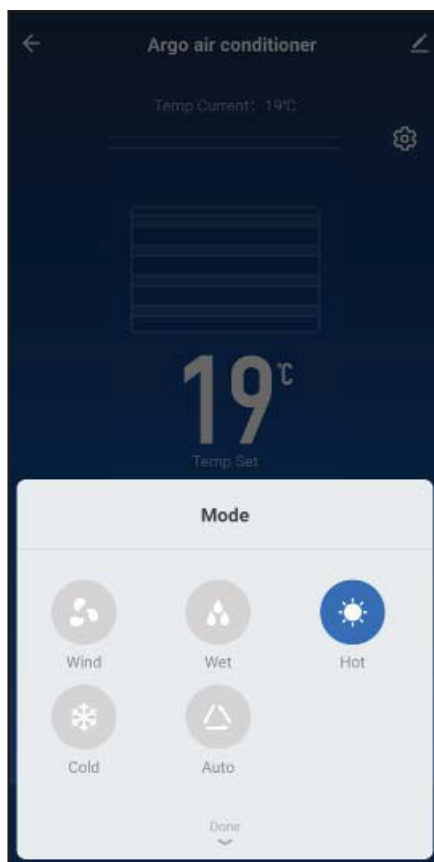 Argo air conditioner
Temp Current: 19℃
19℃
Temp Set
Mode
Wind Wet Hot
Cold Auto
Done